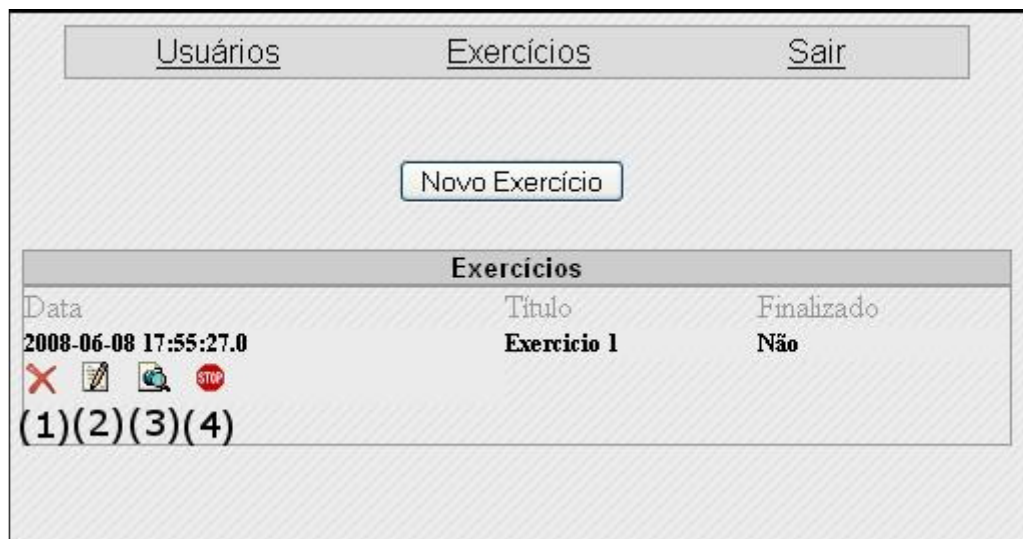 Usuários Exercícios Sair
Novo Exercício
Exercícios
Data Título Finalizado
2008-06-08 17:55:27.0 Exercicio 1 Não
STOP
(1)(2)(3)(4)